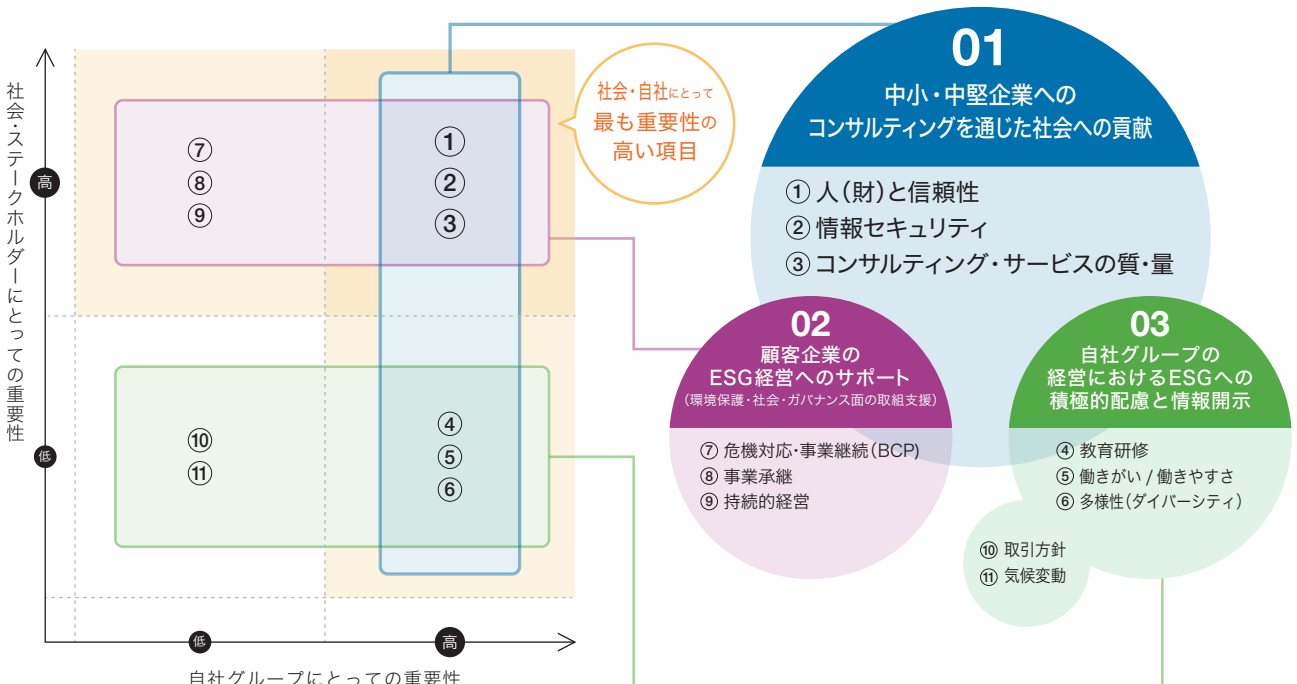 社会・ステークホルダーにとっての重要性
高
低
⑦
⑧
⑨
①
②
③
⑩
⑪
④
⑤
⑥
低
高
自社グループにとっての重要性
社会・自社にとって
最も重要性の
高い項目
01
中小・中堅企業への
コンサルティングを通じた社会への貢献
① 人(財)と信頼性
② 情報セキュリティ
③ コンサルティング・サービスの質・量
02
顧客企業の
ESG経営へのサポート
(環境保護・社会・ガバナンス面の取組支援)
⑦ 危機対応・事業継続(BCP)
⑧ 事業承継
⑨ 持続的経営
03
自社グループの
経営におけるESGへの
積極的配慮と情報開示
④ 教育研修
⑤ 働きがい / 働きやすさ
⑥ 多様性(ダイバーシティ)
⑩ 取引方針
⑪ 気候変動